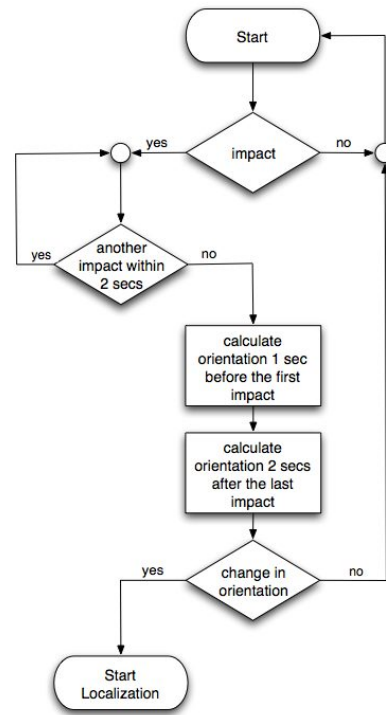 Start
yes
impact
no
another
impact within
2 secs
yes
no
calculate
orientation 1 sec
before the first
impact
calculate
orientation 2 secs
after the last
impact
yes
change in
orientation
no
Start
Localization